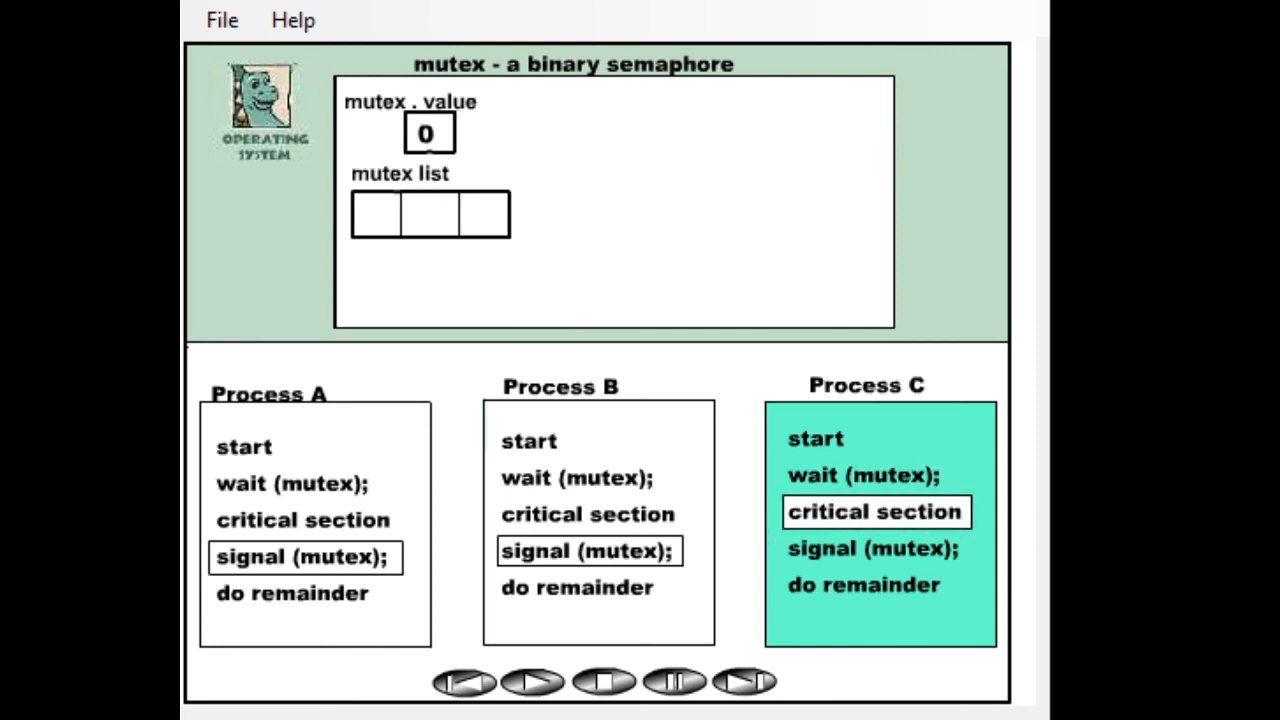 File Help
mutex - a binary semaphore
OPERATING
SYSTEM
mutex . value
0
mutex list
Process A
start
wait (mutex);
critical section
signal (mutex);
do remainder
Process B
start
wait (mutex);
critical section
signal (mutex);
do remainder
Process C
start
wait (mutex);
critical section
signal (mutex);
do remainder